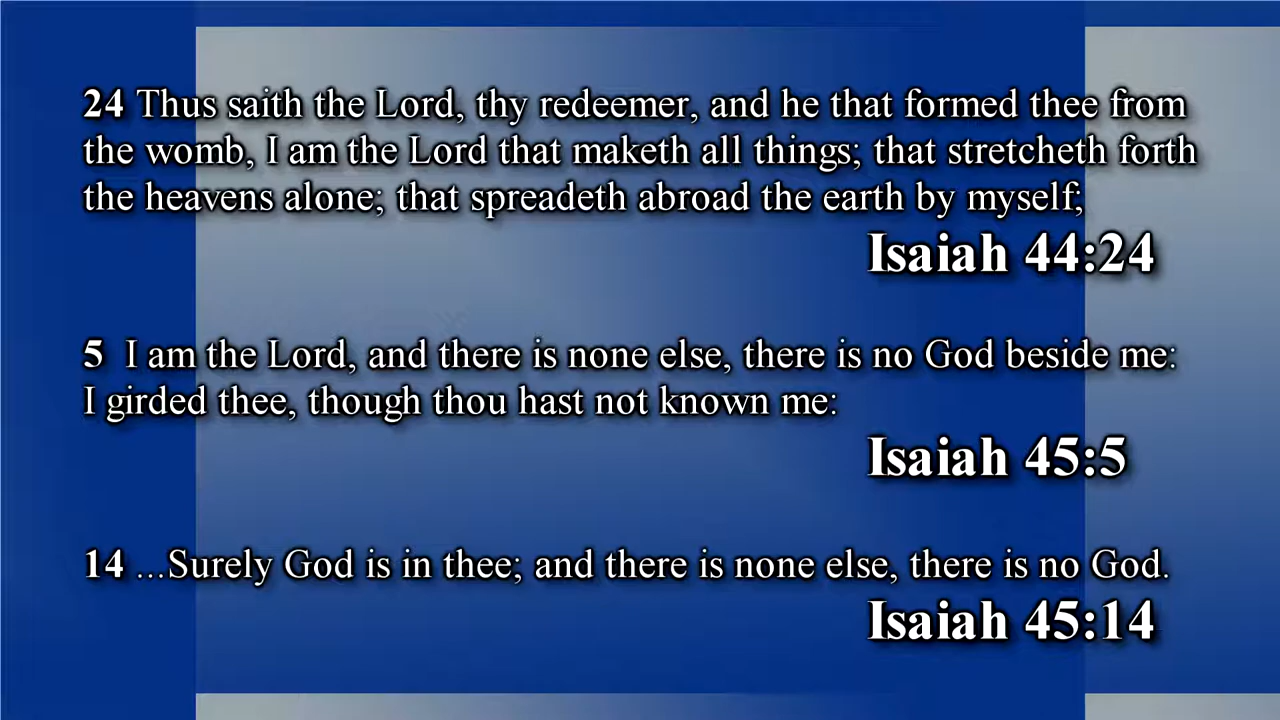 24 Thus saith the Lord, thy redeemer, and he that formed thee from
the womb, I am the Lord that maketh all things; that stretcheth forth
the heavens alone; that spreadeth abroad the earth by myself;
Isaiah 44:24
5 I am the Lord, and there is none else, there is no God beside me:
I girded thee, though thou hast not known me:
Isaiah 45:5
14 ...Surely God is in thee; and there is none else, there is no God.
Isaiah 45:14